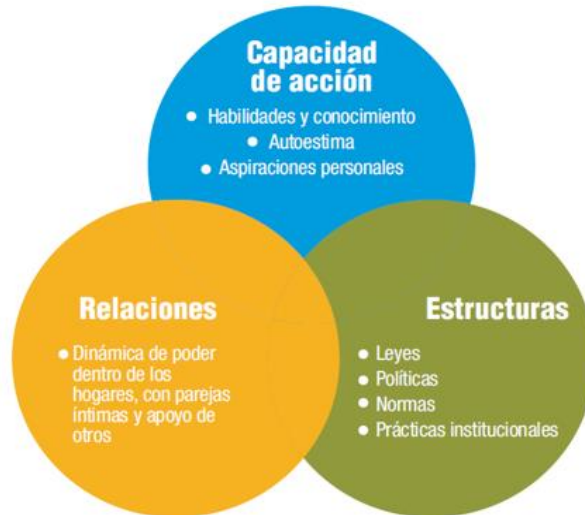 Capacidad
de acción
● Habilidades y conocimiento
● Autoestima
● Aspiraciones personales
Relaciones
● Dinámica de poder
dentro de los
hogares, con parejas
íntimas y apoyo de
otros
Estructuras
● Leyes
● Políticas
● Normas
● Prácticas institucionales